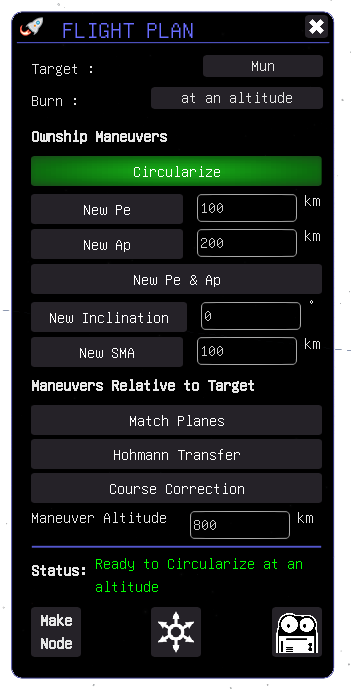 FLIGHT PLAN
Target : Mun
Burn : at an altitude
Ownship Maneuvers
Circularize
New Pe 100 km
New Ap 200 km
New Pe & Ap
New Inclination 0 °
New SMA 100 km
Maneuvers Relative to Target
Match Planes
Hohmann Transfer
Course Correction
Maneuver Altitude 800 km
Status: Ready to Circularize at an
altitude
Make
Node